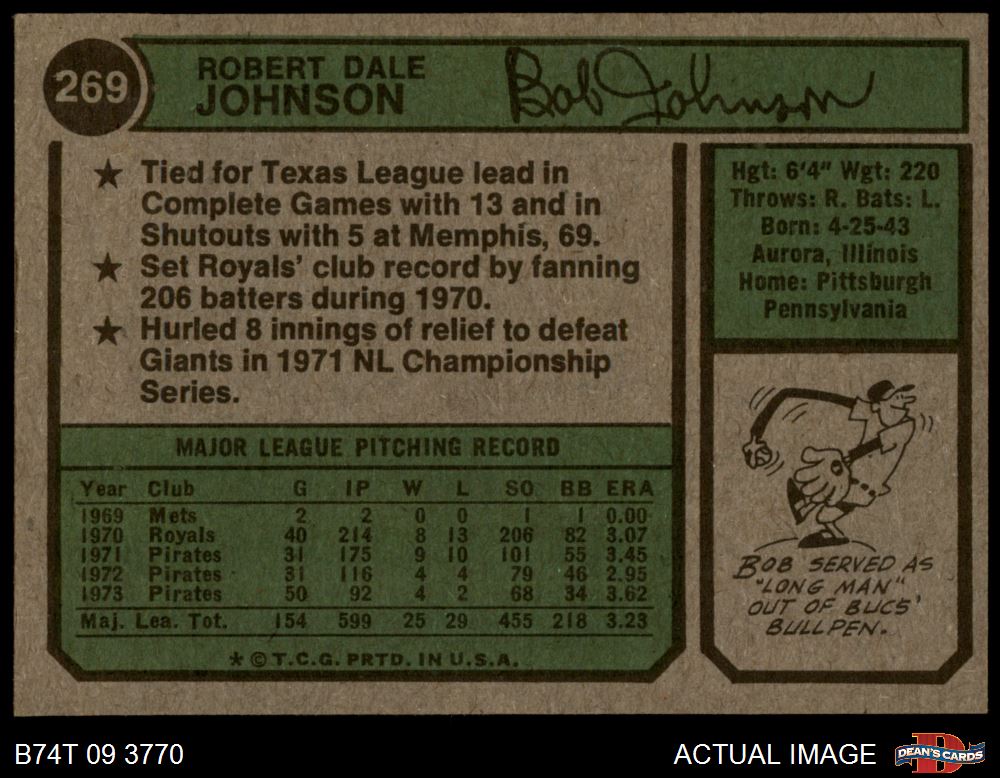 269
ROBERT DALE
JOHNSON
Bob Johnson
★ Tied for Texas League lead in
Complete Games with 13 and in
Shutouts with 5 at Memphis, 69.
★ Set Royals' club record by fanning
206 batters during 1970.
★ Hurled 8 innings of relief to defeat
Giants in 1971 NL Championship
Series.
Hgt: 6'4" Wgt: 220
Throws: R. Bats: L.
Born: 4-25-43
Aurora, Illinois
Home: Pittsburgh
Pennsylvania
MAJOR LEAGUE PITCHING RECORD
Year Club G IP W L SO BB ERA
1969 Mets 2 2 0 0 1 1 0.00
1970 Royals 40 214 8 13 206 82 3.07
1971 Pirates 31 175 9 10 101 55 3.45
1972 Pirates 31 116 4 4 79 46 2.95
1973 Pirates 50 92 4 2 68 34 3.62
Maj. Lea. Tot. 154 599 25 29 455 218 3.23
* © T.C.G. PRTD. IN U.S.A.
BOB SERVED AS
"LONG MAN"
OUT OF BUCS'
BULLPEN.
B74T 09 3770
ACTUAL IMAGE
D
DEAN'S CARDS